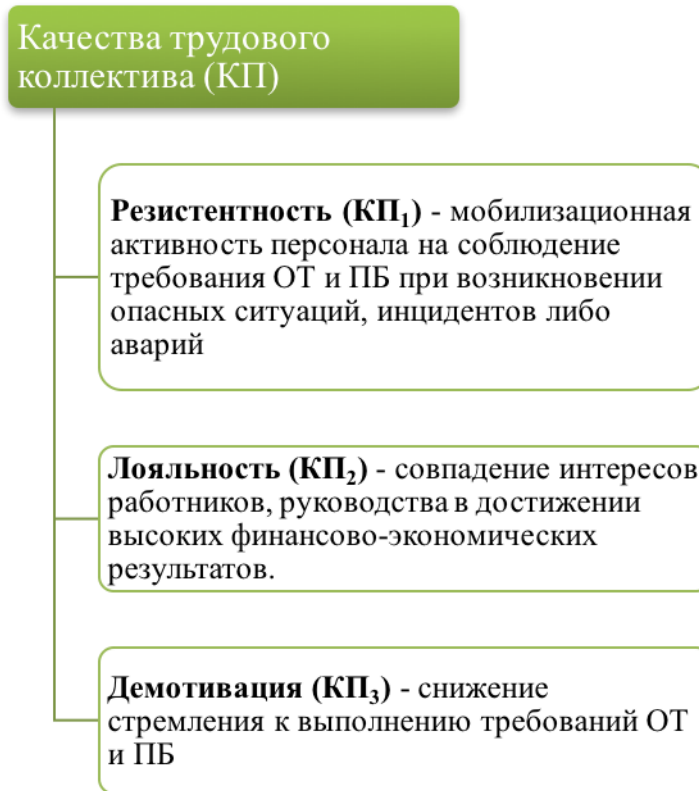 Качества трудового
коллектива (КП)
Резистентность (КП₁) - мобилизационная
активность персонала на соблюдение
требования ОТ и ПБ при возникновении
опасных ситуаций, инцидентов либо
аварий
Лояльность (КП₂) - совпадение интересов
работников, руководства в достижении
высоких финансово-экономических
результатов.
Демотивация (КП₃) - снижение
стремления к выполнению требований ОТ
и ПБ